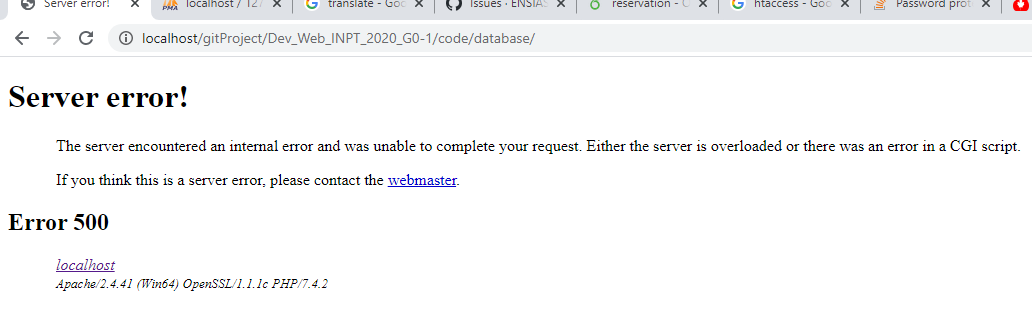 Server error!
localhost / 127
translate - Goo
Issues · ENSIAS
reservation - C
htaccess - Goo
Password prot
localhost/gitProject/Dev_Web_INPT_2020_G0-1/code/database/
Server error!
The server encountered an internal error and was unable to complete your request. Either the server is overloaded or there was an error in a CGI script.
If you think this is a server error, please contact the webmaster.
Error 500
localhost
Apache/2.4.41 (Win64) OpenSSL/1.1.1c PHP/7.4.2